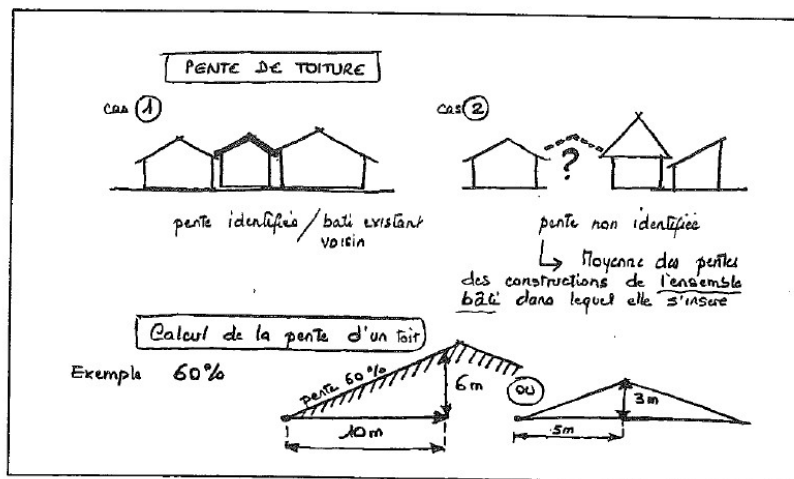 PENTE DE TOITURE
cas 1
cas 2
?
pente identifiée / bati existant
voisin
pente non identifiée
↳ Moyenne des pentes
des constructions de l'ensemble
bâti dans lequel elle s'insere
Calcul de la pente d'un toit
Exemple 60%
pente 60%
6m
10m
ou
3m
5m